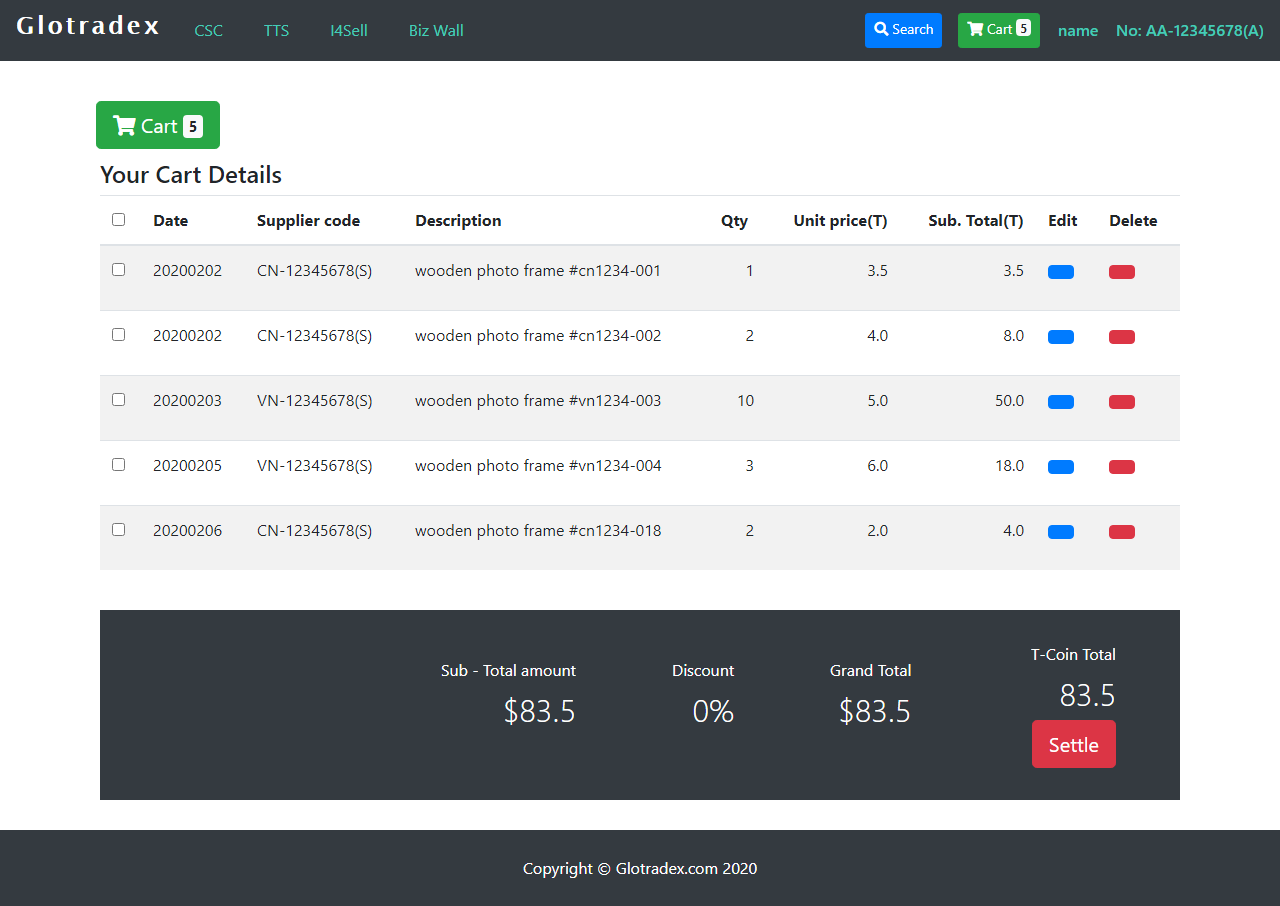 Glotradex CSC TTS I4Sell Biz Wall Search Cart 5 name No: AA-12345678(A)
Cart 5
Your Cart Details
Date Supplier code Description Qty Unit price(T) Sub. Total(T) Edit Delete
20200202 CN-12345678(S) wooden photo frame #cn1234-001 1 3.5 3.5
20200202 CN-12345678(S) wooden photo frame #cn1234-002 2 4.0 8.0
20200203 VN-12345678(S) wooden photo frame #vn1234-003 10 5.0 50.0
20200205 VN-12345678(S) wooden photo frame #vn1234-004 3 6.0 18.0
20200206 CN-12345678(S) wooden photo frame #cn1234-018 2 2.0 4.0
Sub - Total amount Discount Grand Total T-Coin Total
$83.5 0% $83.5 83.5
Settle
Copyright © Glotradex.com 2020